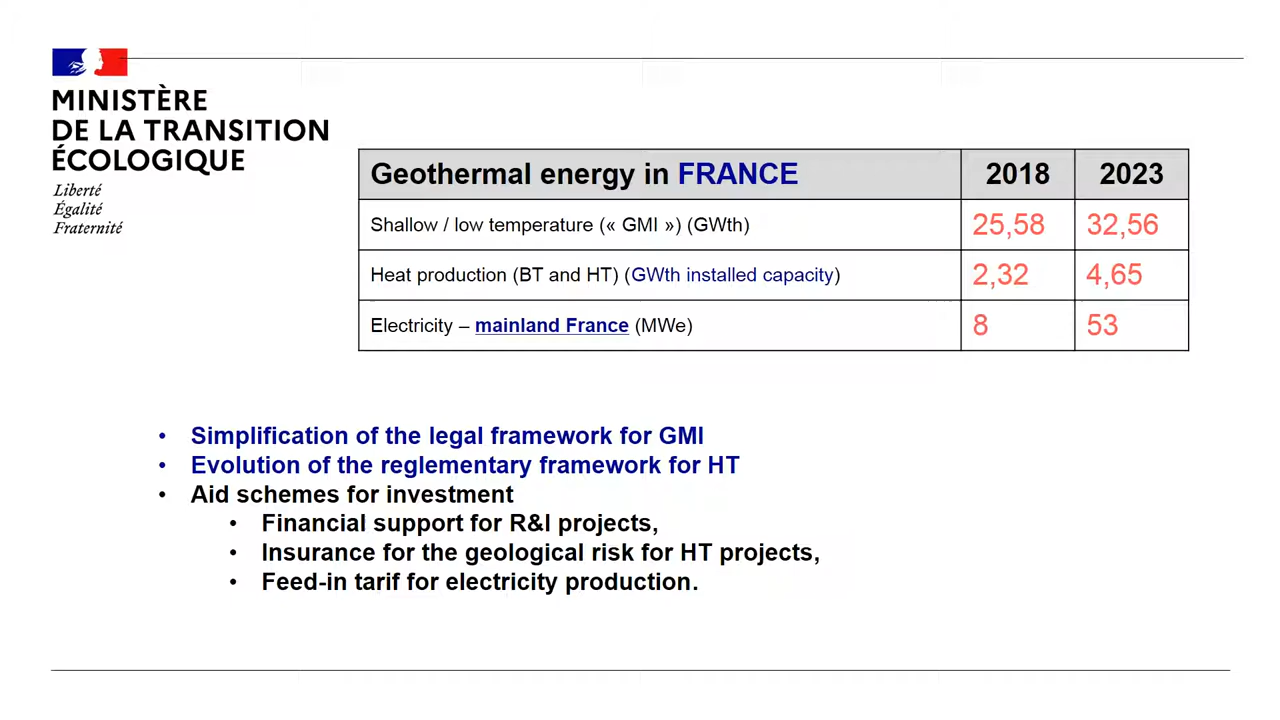 MINISTÈRE
DE LA TRANSITION
ÉCOLOGIQUE
Liberté
Égalité
Fraternité
Geothermal energy in FRANCE 2018 2023
Shallow / low temperature (« GMI ») (GWth) 25,58 32,56
Heat production (BT and HT) (GWth installed capacity) 2,32 4,65
Electricity – mainland France (MWe) 8 53
• Simplification of the legal framework for GMI
• Evolution of the reglementary framework for HT
• Aid schemes for investment
• Financial support for R&I projects,
• Insurance for the geological risk for HT projects,
• Feed-in tarif for electricity production.